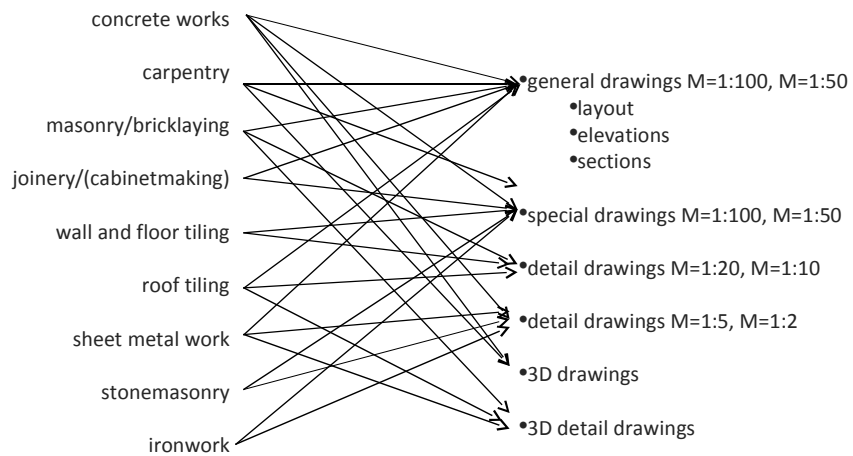 concrete works
carpentry
masonry/bricklaying
joinery/(cabinetmaking)
wall and floor tiling
roof tiling
sheet metal work
stonemasonry
ironwork
•general drawings M=1:100, M=1:50
•layout
•elevations
•sections
•special drawings M=1:100, M=1:50
•detail drawings M=1:20, M=1:10
•detail drawings M=1:5, M=1:2
•3D drawings
•3D detail drawings